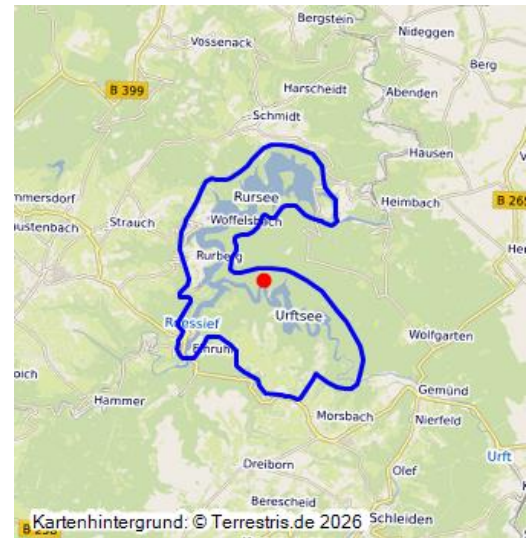 Bergstein
Nideggen
Vossenack
Berg
B 399
Harscheidt
Abenden
Schmidt
Hausen
mmersdorf
Rursee
Heimbach
B 265
Strauch
Woffelsbach
ustenbach
Rurberg
Urftsee
Wolfgarten
Einruhr
Gemünd
Hammer
Morsbach
Nierfeld
Urft
Dreiborn
Olef
Berescheid
Schleiden
Kartenhintergrund: © Terrestris.de 2026